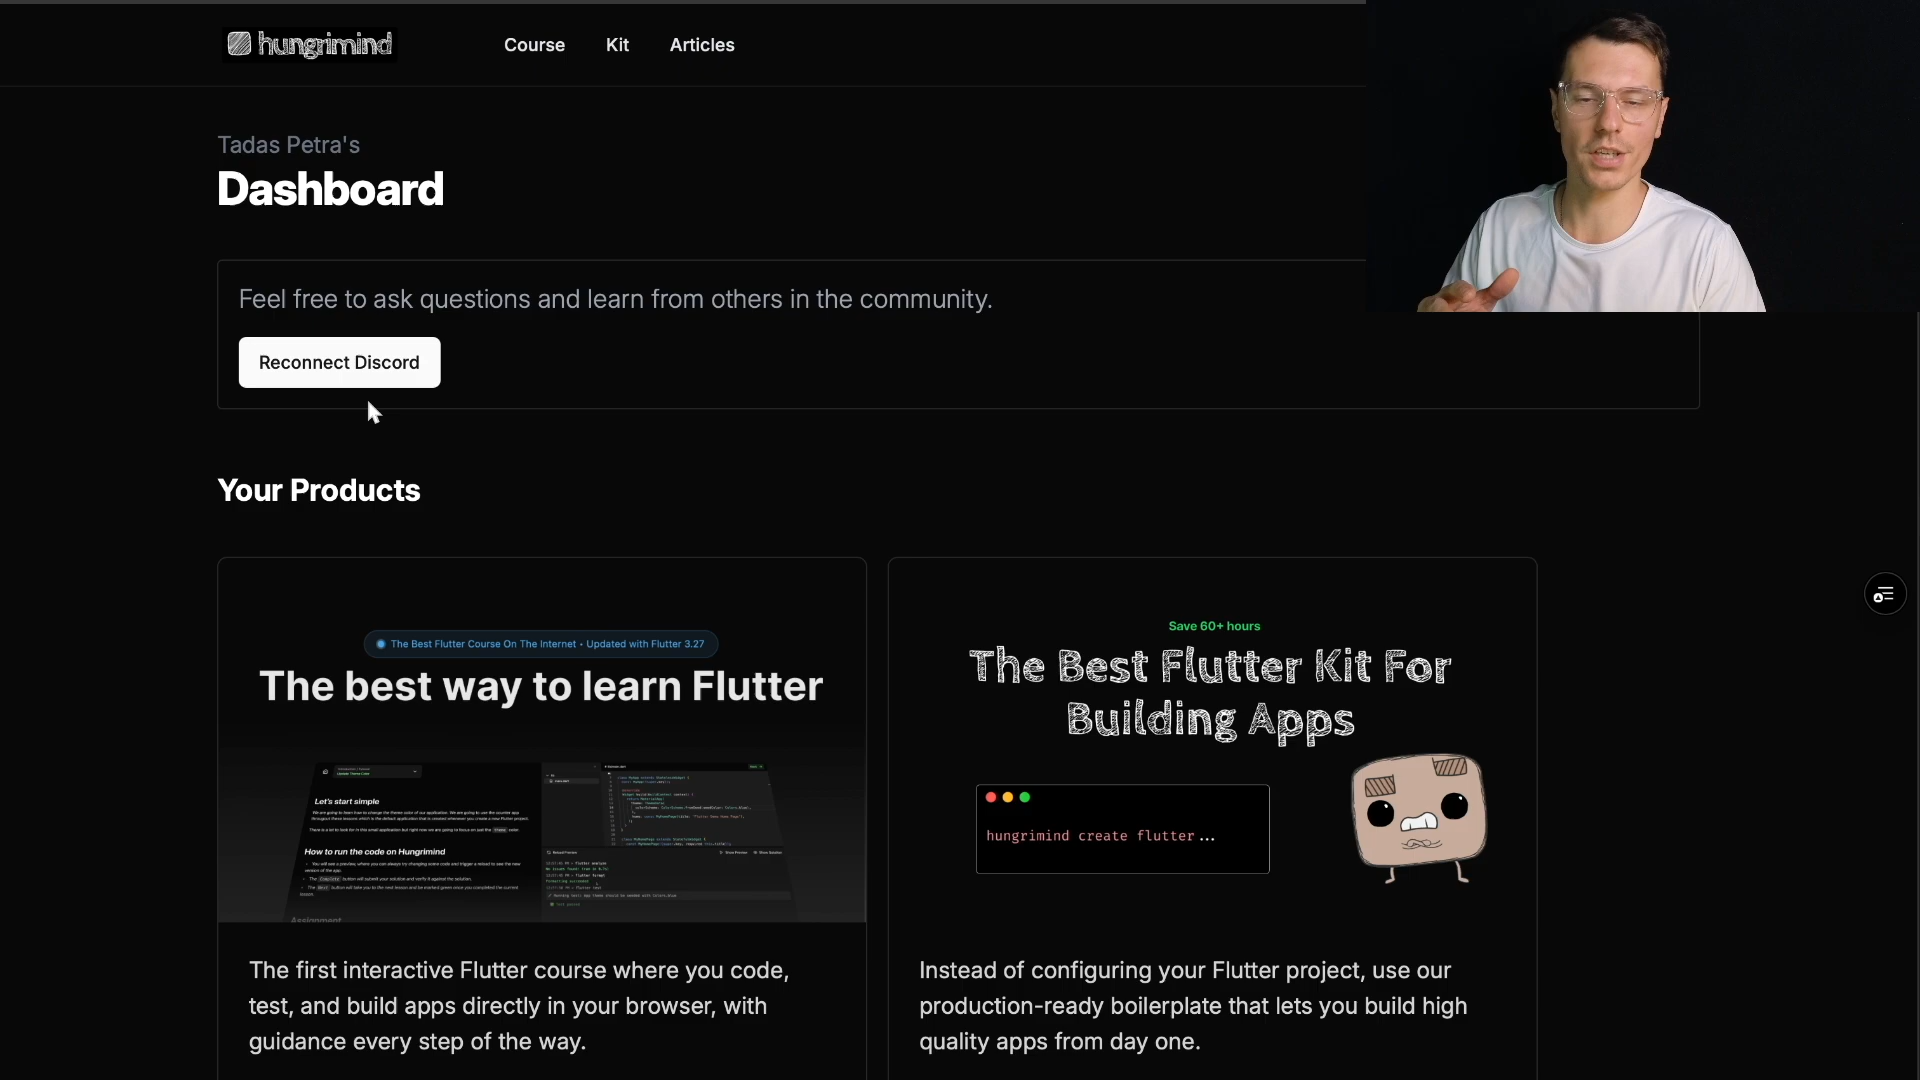 hungrimind
Course
Kit
Articles
Tadas Petra's
Dashboard
Feel free to ask questions and learn from others in the community.
Reconnect Discord
Your Products
The Best Flutter Course On The Internet • Updated with Flutter 3.27
The best way to learn Flutter
Let's start simple
How to run the code on Hungrimind
Assignment
The first interactive Flutter course where you code,
test, and build apps directly in your browser, with
guidance every step of the way.
Save 60+ hours
The Best Flutter Kit For
Building Apps
hungrimind create flutter...
Instead of configuring your Flutter project, use our
production-ready boilerplate that lets you build high
quality apps from day one.